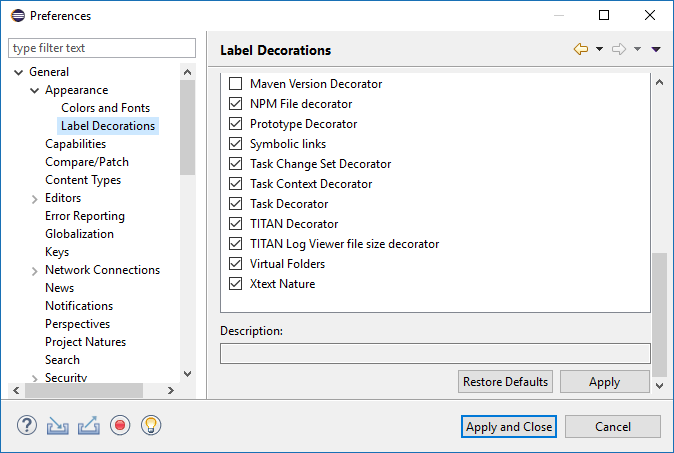 Preferences
type filter text
General
Appearance
Colors and Fonts
Label Decorations
Capabilities
Compare/Patch
Content Types
Editors
Error Reporting
Globalization
Keys
Network Connections
News
Notifications
Perspectives
Project Natures
Search
Security
Label Decorations
Maven Version Decorator
NPM File decorator
Prototype Decorator
Symbolic links
Task Change Set Decorator
Task Context Decorator
Task Decorator
TITAN Decorator
TITAN Log Viewer file size decorator
Virtual Folders
Xtext Nature
Description:
Restore Defaults
Apply
Apply and Close
Cancel